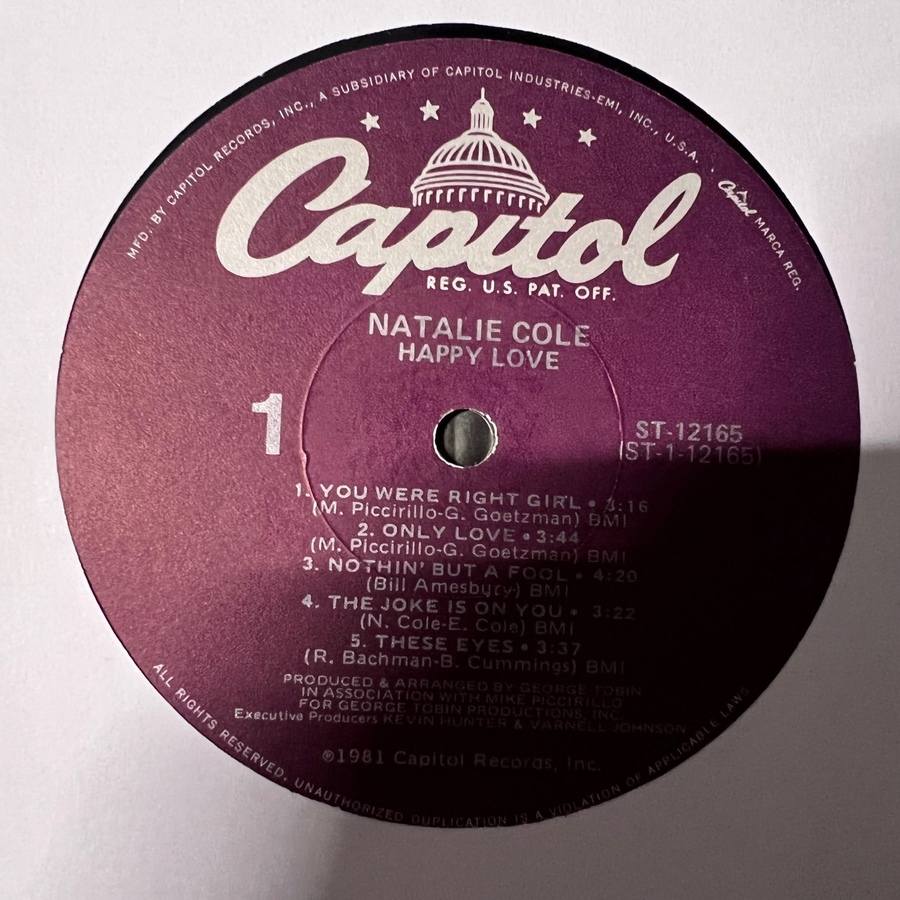 MFD. BY CAPITOL RECORDS, INC., A SUBSIDIARY OF CAPITOL INDUSTRIES-EMI, INC., U.S.A. . Capitol MARCA REG.
Capitol
REG. U.S. PAT. OFF.
NATALIE COLE
HAPPY LOVE
1
ST-12165
(ST-1-12165)
1. YOU WERE RIGHT GIRL • 3:16
(M. Piccirillo-G. Goetzman) BMI
2. ONLY LOVE • 3:44
(M. Piccirillo-G. Goetzman) BMI
3. NOTHIN' BUT A FOOL • 4:20
(Bill Amesbury) BMI
4. THE JOKE IS ON YOU • 3:22
(N. Cole-E. Cole) BMI
5. THESE EYES • 3:37
(R. Bachman-B. Cummings) BMI
PRODUCED & ARRANGED BY GEORGE TOBIN
IN ASSOCIATION WITH MIKE PICCIRILLO
FOR GEORGE TOBIN PRODUCTIONS, INC.
Executive Producers KEVIN HUNTER & VARNELL JOHNSON
℗1981 Capitol Records, Inc.
ALL RIGHTS RESERVED. UNAUTHORIZED DUPLICATION IS A VIOLATION OF APPLICABLE LAWS